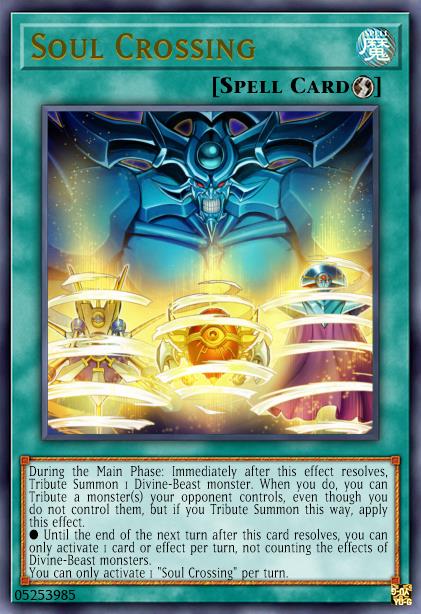 Soul Crossing
SPELL
魔
[Spell Card]
During the Main Phase: Immediately after this effect resolves,
Tribute Summon 1 Divine-Beast monster. When you do, you can
Tribute a monster(s) your opponent controls, even though you
do not control them, but if you Tribute Summon this way, apply
this effect.
● Until the end of the next turn after this card resolves, you can
only activate 1 card or effect per turn, not counting the effects of
Divine-Beast monsters.
You can only activate 1 "Soul Crossing" per turn.
05253985